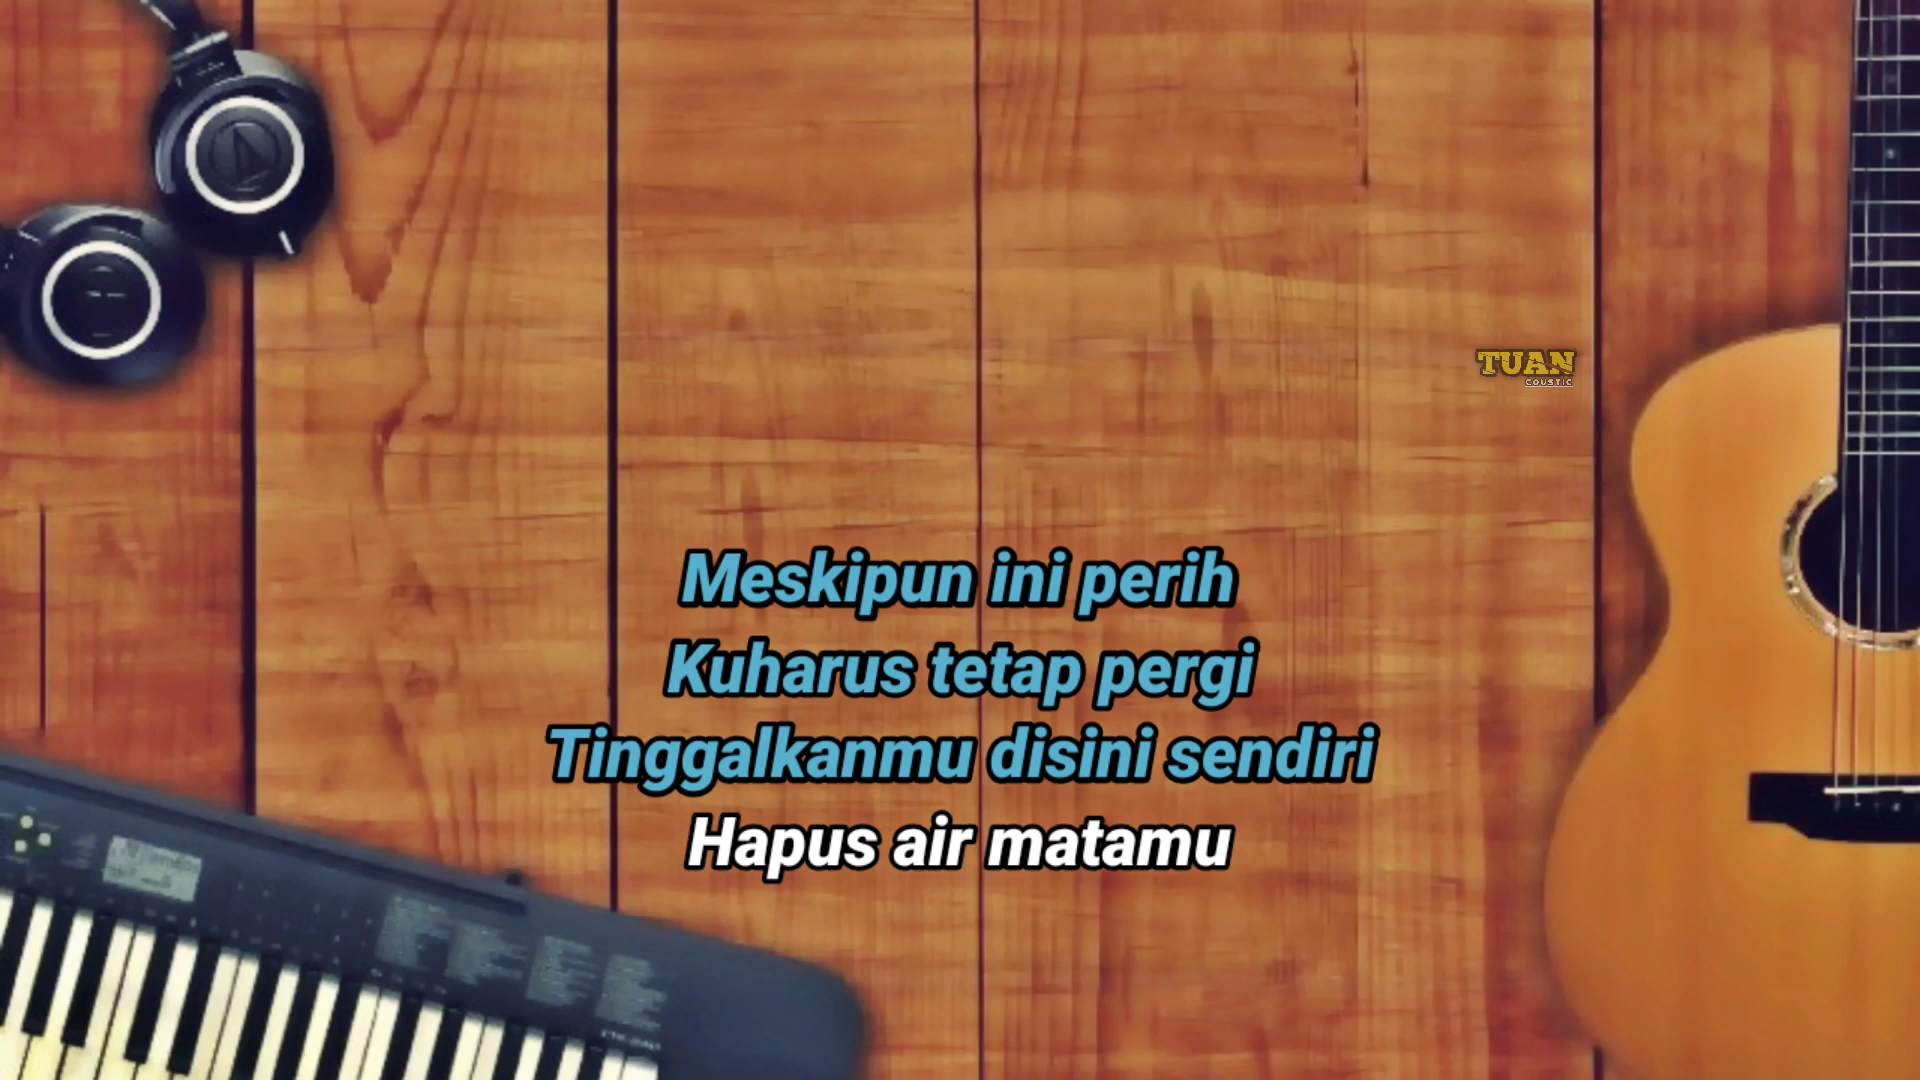 TUAN
COUSTIC
Meskipun ini perih
Kuharus tetap pergi
Tinggalkanmu disini sendiri
Hapus air matamu